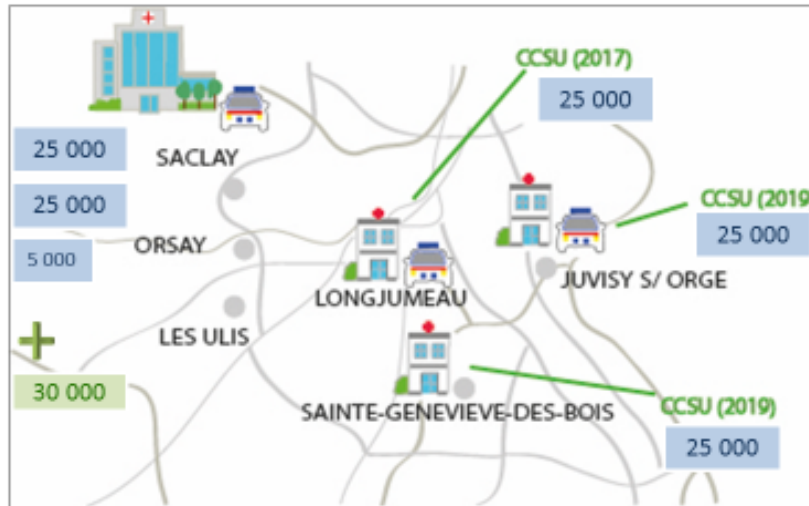 CCSU (2017)
25 000
25 000
SACLAY
25 000
ORSAY
5 000
CCSU (2019
25 000
JUVISY S/ ORGE
LONGJUMEAU
LES ULIS
30 000
SAINTE-GENEVIEVE-DES-BOIS
CCSU (2019)
25 000